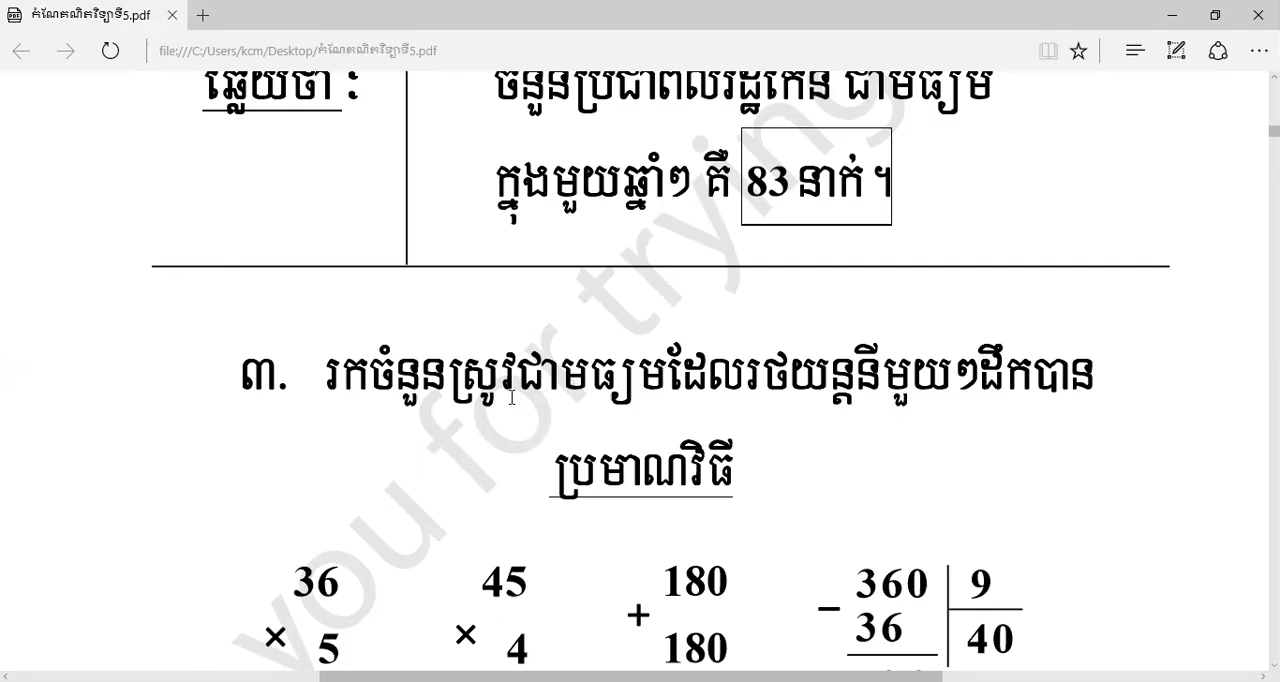 កំណែគណិតវិទ្យាទី5.pdf
file:///C:/Users/kcm/Desktop/កំណែគណិតវិទ្យាទី5.pdf
ឆ្លើយថា ៖
ចំនួនប្រជាពលរដ្ឋកើន ជាមធ្យម
ក្នុងមួយឆ្នាំៗ គឺ 83 នាក់ ។
៣. រកចំនួនស្រូវជាមធ្យមដែលរថយន្តនីមួយៗដឹកបាន
ប្រមាណវិធី
36 45 180 360 9
× × + −
5 4 180 36 40
you for trying